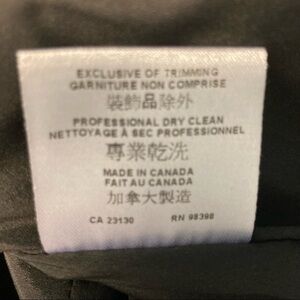 EXCLUSIVE OF TRIMMING
GARNITURE NON COMPRISE
裝飾品除外
PROFESSIONAL DRY CLEAN
NETTOYAGE À SEC PROFESSIONNEL
專業乾洗
MADE IN CANADA
FAIT AU CANADA
加拿大製造
CA 23130 RN 98398